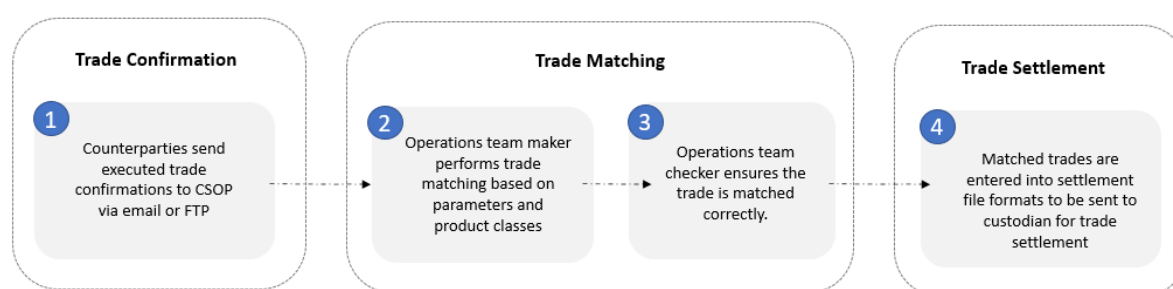 Trade Confirmation
1
Counterparties send
executed trade
confirmations to CSOP
via email or FTP
Trade Matching
2
Operations team maker
performs trade
matching based on
parameters and
product classes
3
Operations team
checker ensures the
trade is matched
correctly.
Trade Settlement
4
Matched trades are
entered into settlement
file formats to be sent to
custodian for trade
settlement